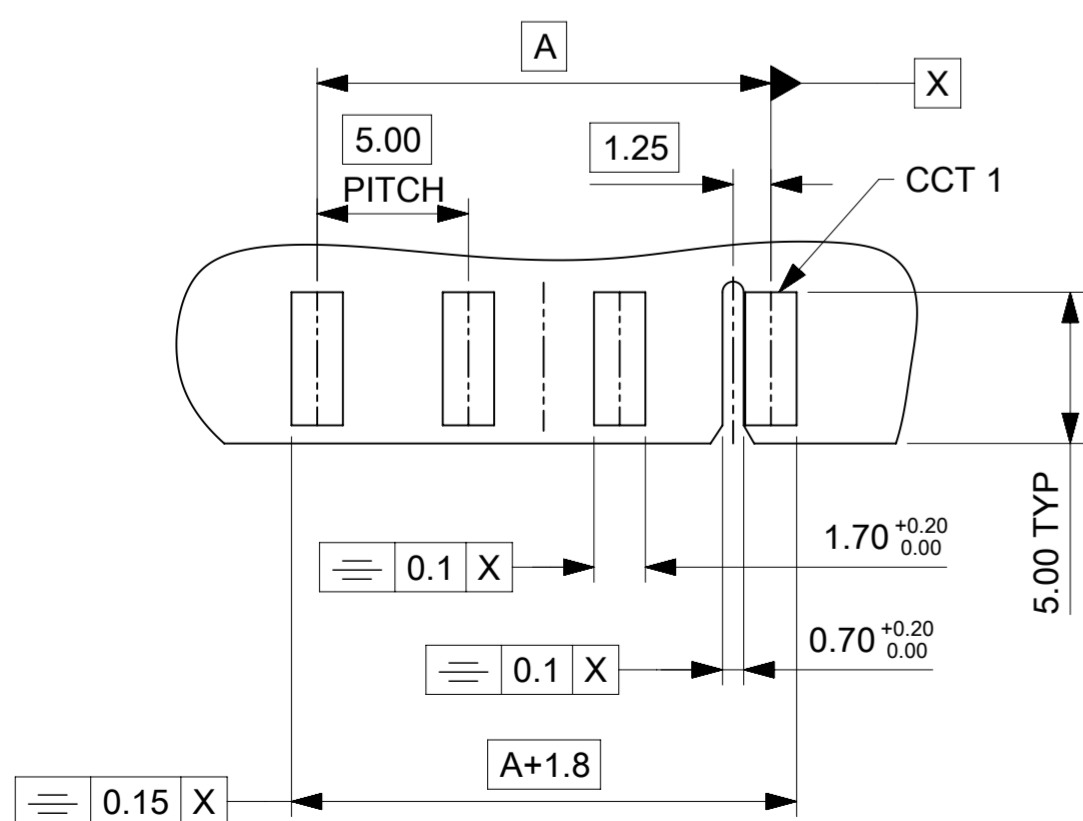 A
X
5.00
PITCH
1.25
CCT 1
5.00 TYP
1.70 +0.20 0.00
0.1 X
0.70 +0.20 0.00
0.1 X
A+1.8
0.15 X